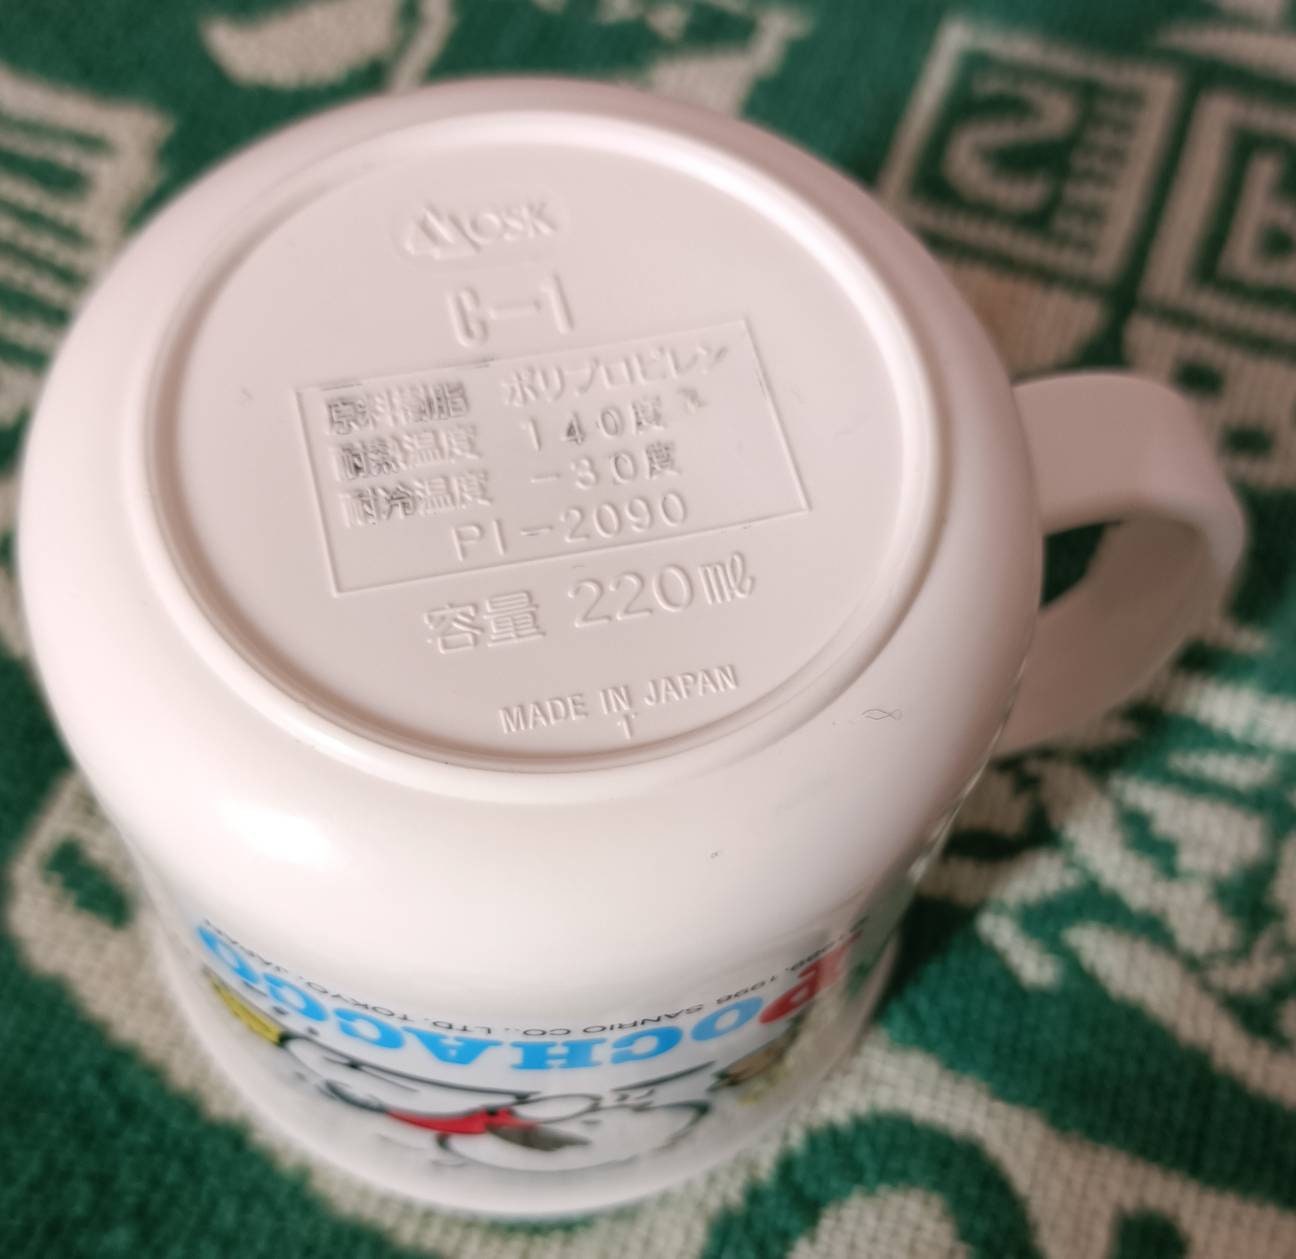 MOSK
C-1
原料樹脂 ポリプロピレン
耐熱温度 140度
耐冷温度 -30度
PI-2090
容量 220ml
MADE IN JAPAN
1
POCHACCO
1996 SANRIO CO., LTD. TOKYO, JAPAN